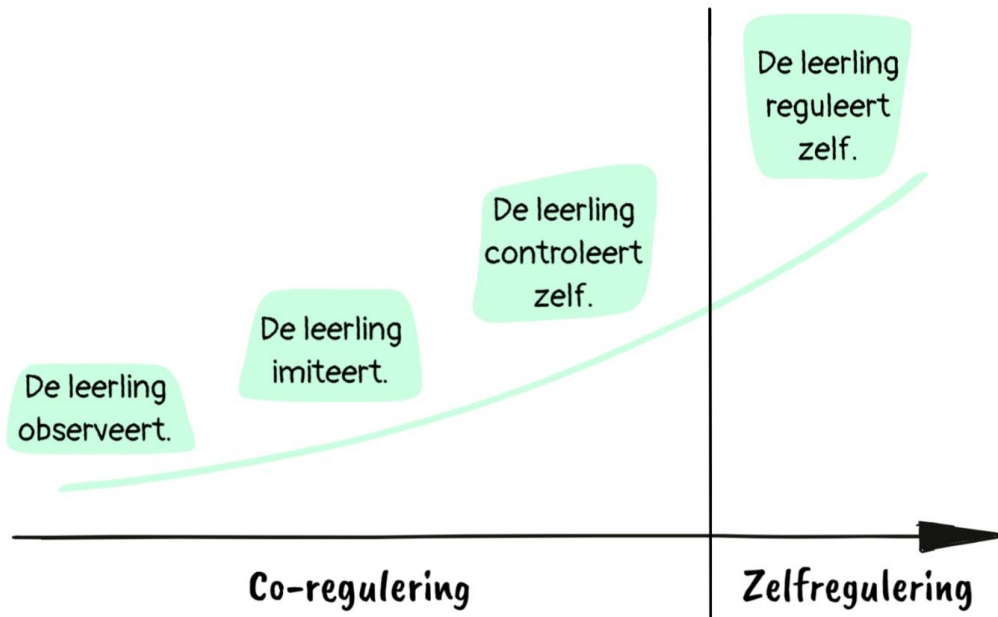 De leerling
observeert.
De leerling
imiteert.
De leerling
controleert
zelf.
De leerling
reguleert
zelf.
Co-regulering
Zelfregulering